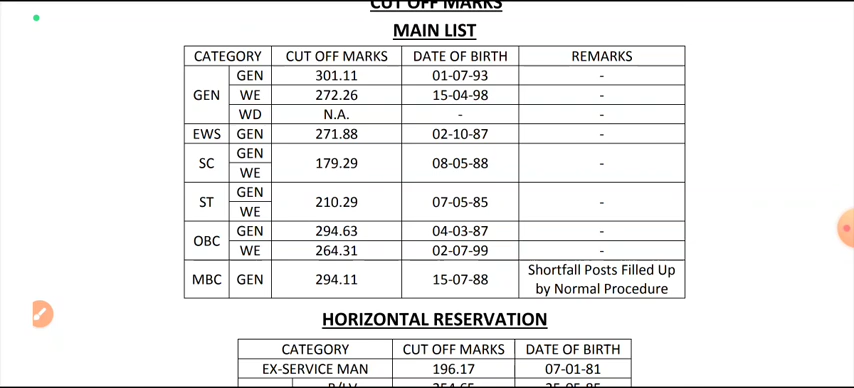 CUT OFF MARKS
MAIN LIST
CATEGORY CUT OFF MARKS DATE OF BIRTH REMARKS
GEN GEN 301.11 01-07-93 -
WE 272.26 15-04-98 -
WD N.A. - -
EWS GEN 271.88 02-10-87 -
SC GEN WE 179.29 08-05-88 -
ST GEN WE 210.29 07-05-85 -
OBC GEN 294.63 04-03-87 -
WE 264.31 02-07-99 -
MBC GEN 294.11 15-07-88 Shortfall Posts Filled Up
by Normal Procedure
HORIZONTAL RESERVATION
CATEGORY CUT OFF MARKS DATE OF BIRTH
EX-SERVICE MAN 196.17 07-01-81